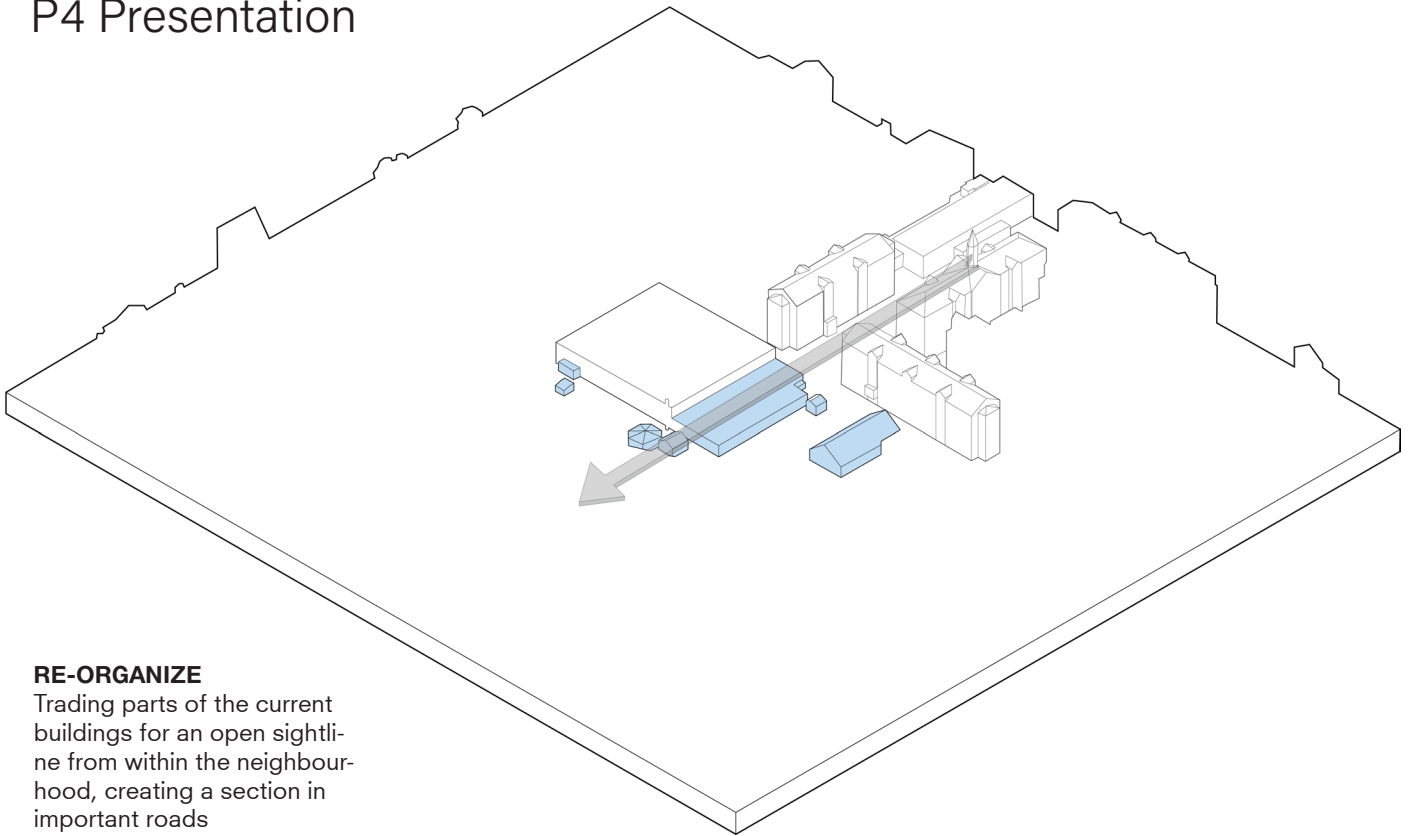 P4 Presentation
RE-ORGANIZE
Trading parts of the current
buildings for an open sightli-
ne from within the neighbour-
hood, creating a section in
important roads